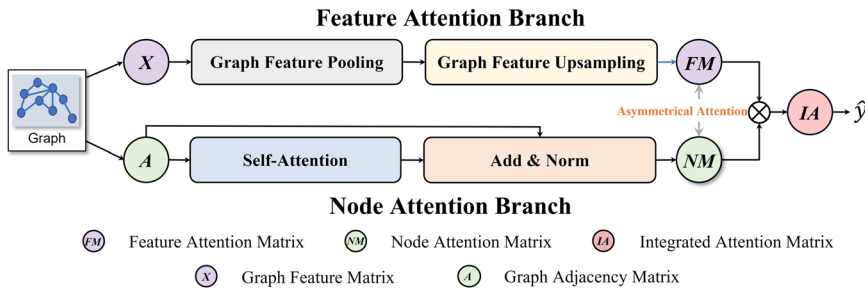 Feature Attention Branch
Graph
X
Graph Feature Pooling
Graph Feature Upsampling
FM
Asymmetrical Attention
IA
ŷ
A
Self-Attention
Add & Norm
NM
Node Attention Branch
FM Feature Attention Matrix NM Node Attention Matrix IA Integrated Attention Matrix
X Graph Feature Matrix A Graph Adjacency Matrix